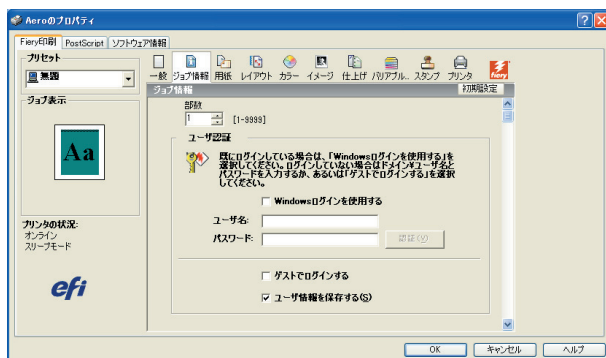 Aeroのプロパティ
Fiery印刷 PostScript ソフトウェア情報
プリセット
無題
ジョブ表示
Aa
プリンタの状況:
オンライン
スリープモード
efi
一般 ジョブ情報 用紙 レイアウト カラー イメージ 仕上げ バリアブル... スタンプ プリンタ
fiery
ジョブ情報 初期設定
部数
1 [1-9999]
ユーザ認証
既にログインしている場合は、「Windowsログインを使用する」を
選択してください。ログインしていない場合はドメイン¥ユーザ名と
パスワードを入力するか、あるいは「ゲストでログインする」を選択
してください。
Windowsログインを使用する
ユーザ名:
パスワード: 認証(V)
ゲストでログインする
ユーザ情報を保存する(S)
OK キャンセル ヘルプ